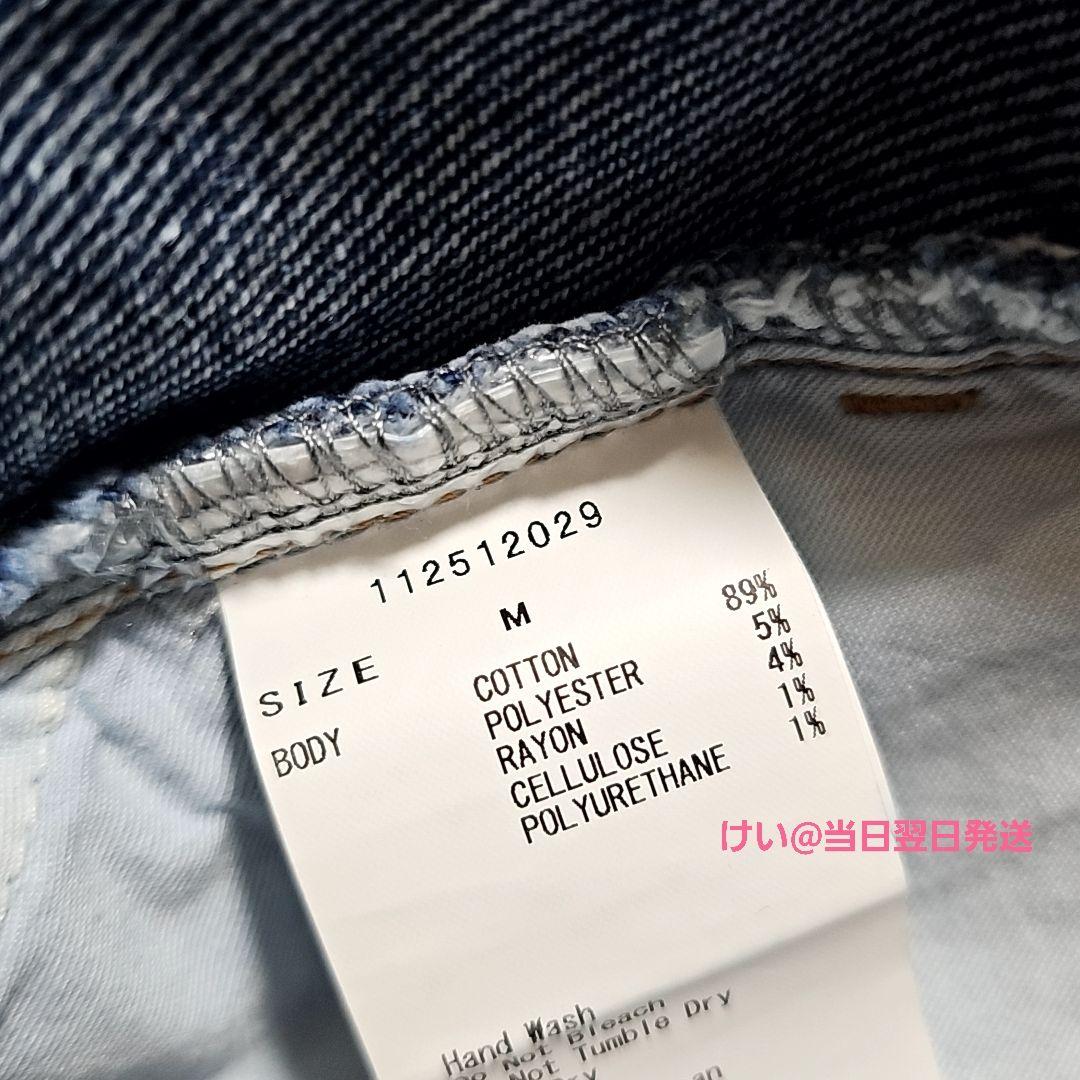 112512029
SIZE M
BODY COTTON 89%
POLYESTER 5%
RAYON 4%
CELLULOSE 1%
POLYURETHANE 1%
けい@当日翌日発送
Hand Wash
Not Bleach
Not Tumble Dry